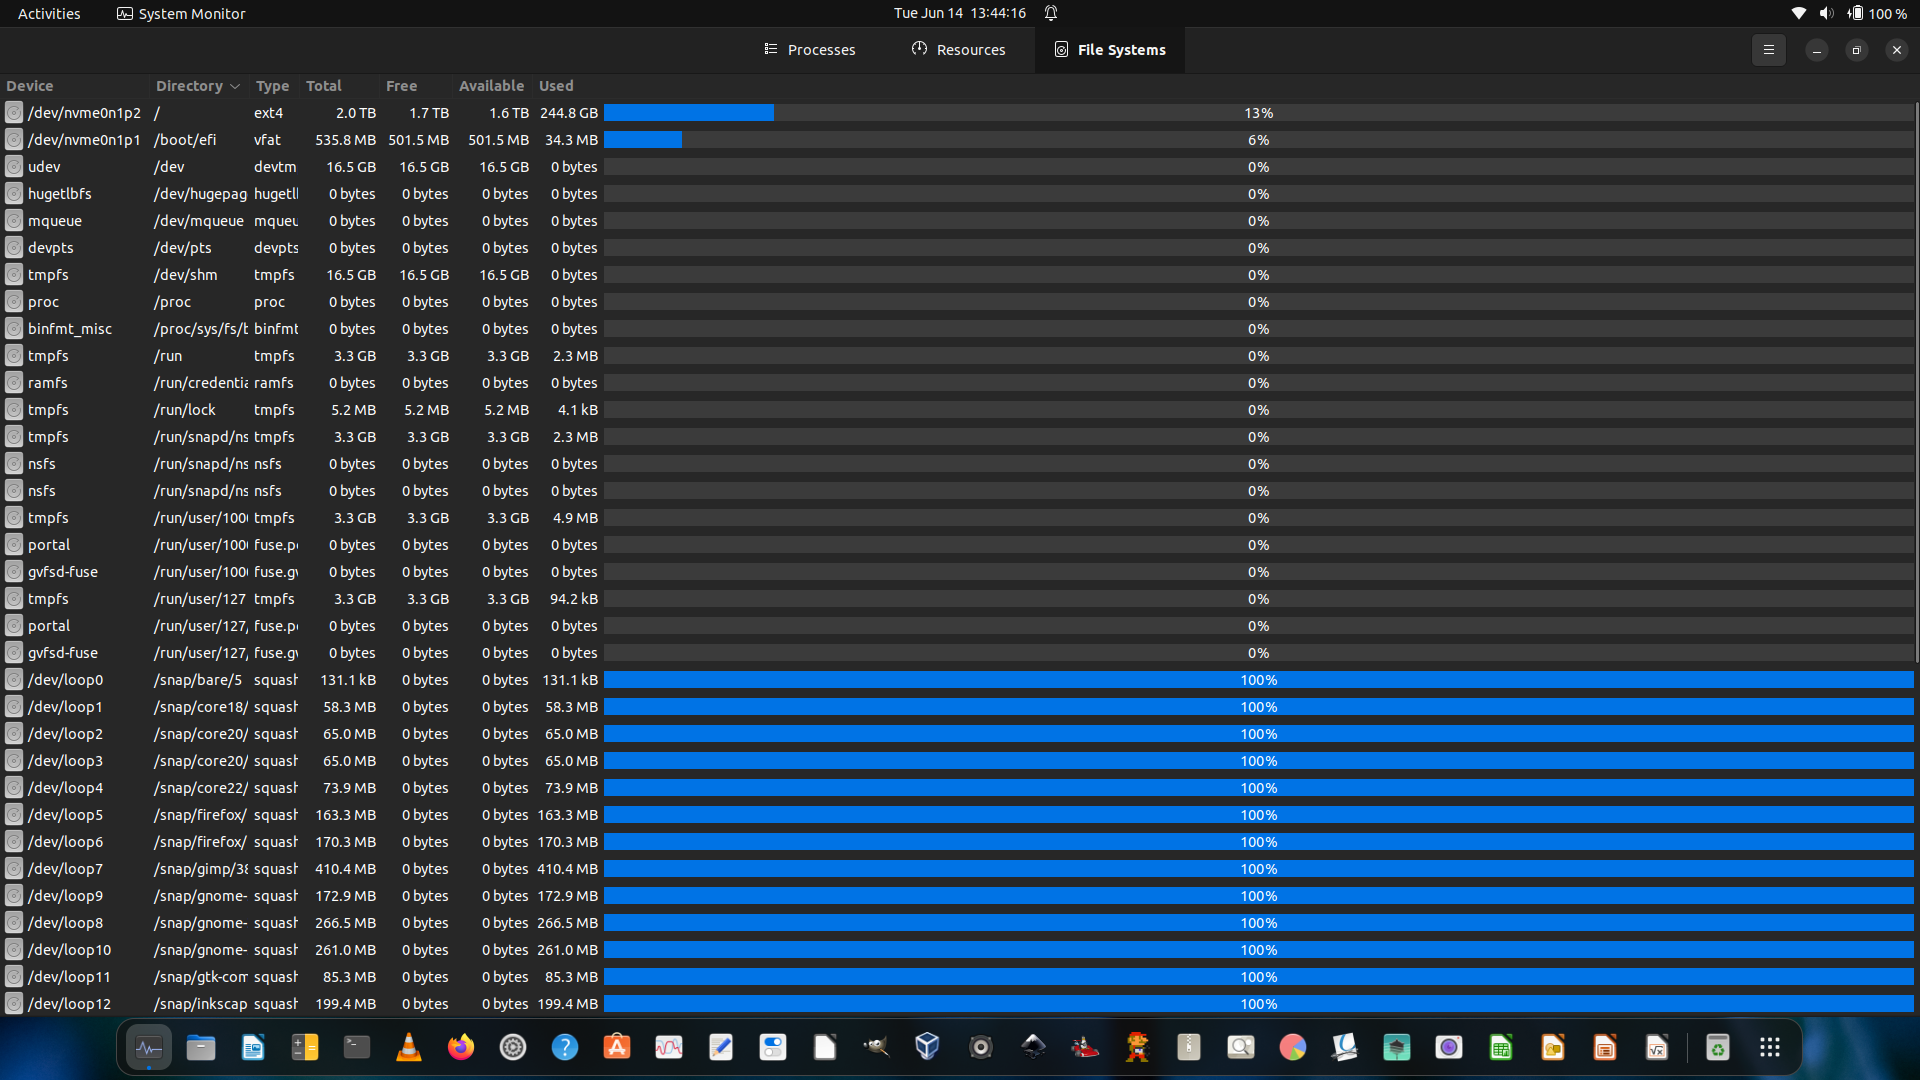 Activities System Monitor Tue Jun 14 13:44:16 100 %
Processes Resources File Systems
Device Directory Type Total Free Available Used
/dev/nvme0n1p2 / ext4 2.0 TB 1.7 TB 1.6 TB 244.8 GB 13%
/dev/nvme0n1p1 /boot/efi vfat 535.8 MB 501.5 MB 501.5 MB 34.3 MB 6%
udev /dev devtm 16.5 GB 16.5 GB 16.5 GB 0 bytes 0%
hugetlbfs /dev/hugepag hugetl 0 bytes 0 bytes 0 bytes 0 bytes 0%
mqueue /dev/mqueue mqueu 0 bytes 0 bytes 0 bytes 0 bytes 0%
devpts /dev/pts devpts 0 bytes 0 bytes 0 bytes 0 bytes 0%
tmpfs /dev/shm tmpfs 16.5 GB 16.5 GB 16.5 GB 0 bytes 0%
proc /proc proc 0 bytes 0 bytes 0 bytes 0 bytes 0%
binfmt_misc /proc/sys/fs/b binfmt 0 bytes 0 bytes 0 bytes 0 bytes 0%
tmpfs /run tmpfs 3.3 GB 3.3 GB 3.3 GB 2.3 MB 0%
ramfs /run/credentia ramfs 0 bytes 0 bytes 0 bytes 0 bytes 0%
tmpfs /run/lock tmpfs 5.2 MB 5.2 MB 5.2 MB 4.1 kB 0%
tmpfs /run/snapd/ns tmpfs 3.3 GB 3.3 GB 3.3 GB 2.3 MB 0%
nsfs /run/snapd/ns nsfs 0 bytes 0 bytes 0 bytes 0 bytes 0%
nsfs /run/snapd/ns nsfs 0 bytes 0 bytes 0 bytes 0 bytes 0%
tmpfs /run/user/100 tmpfs 3.3 GB 3.3 GB 3.3 GB 4.9 MB 0%
portal /run/user/100 fuse.p 0 bytes 0 bytes 0 bytes 0 bytes 0%
gvfsd-fuse /run/user/100 fuse.gv 0 bytes 0 bytes 0 bytes 0 bytes 0%
tmpfs /run/user/127 tmpfs 3.3 GB 3.3 GB 3.3 GB 94.2 kB 0%
portal /run/user/127, fuse.p 0 bytes 0 bytes 0 bytes 0 bytes 0%
gvfsd-fuse /run/user/127, fuse.gv 0 bytes 0 bytes 0 bytes 0 bytes 0%
/dev/loop0 /snap/bare/5 squash 131.1 kB 0 bytes 0 bytes 131.1 kB 100%
/dev/loop1 /snap/core18/ squash 58.3 MB 0 bytes 0 bytes 58.3 MB 100%
/dev/loop2 /snap/core20/ squash 65.0 MB 0 bytes 0 bytes 65.0 MB 100%
/dev/loop3 /snap/core20/ squash 65.0 MB 0 bytes 0 bytes 65.0 MB 100%
/dev/loop4 /snap/core22/ squash 73.9 MB 0 bytes 0 bytes 73.9 MB 100%
/dev/loop5 /snap/firefox/ squash 163.3 MB 0 bytes 0 bytes 163.3 MB 100%
/dev/loop6 /snap/firefox/ squash 170.3 MB 0 bytes 0 bytes 170.3 MB 100%
/dev/loop7 /snap/gimp/38 squash 410.4 MB 0 bytes 0 bytes 410.4 MB 100%
/dev/loop9 /snap/gnome- squash 172.9 MB 0 bytes 0 bytes 172.9 MB 100%
/dev/loop8 /snap/gnome- squash 266.5 MB 0 bytes 0 bytes 266.5 MB 100%
/dev/loop10 /snap/gnome- squash 261.0 MB 0 bytes 0 bytes 261.0 MB 100%
/dev/loop11 /snap/gtk-com squash 85.3 MB 0 bytes 0 bytes 85.3 MB 100%
/dev/loop12 /snap/inkscap squash 199.4 MB 0 bytes 0 bytes 199.4 MB 100%